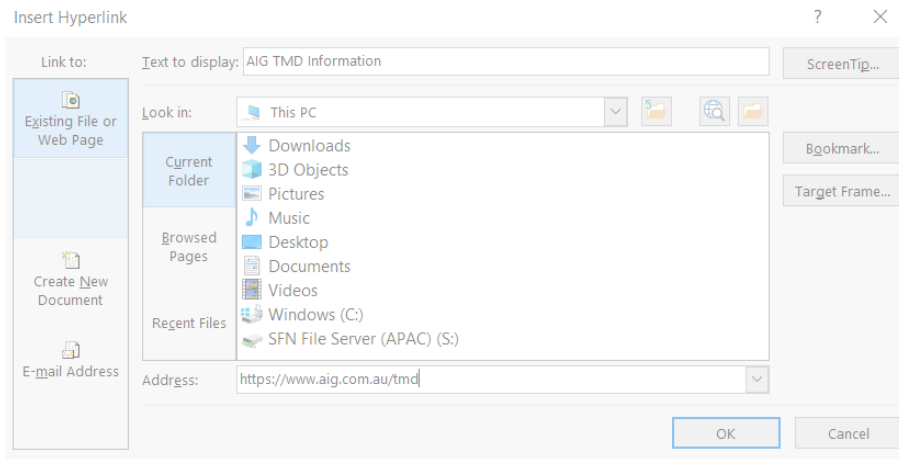 Insert Hyperlink ?
Link to:
Text to display: AIG TMD Information
ScreenTip...
Existing File or
Web Page
Look in: This PC
Current
Folder
Browsed
Pages
Recent Files
Downloads
3D Objects
Pictures
Music
Desktop
Documents
Videos
Windows (C:)
SFN File Server (APAC) (S:)
Bookmark...
Target Frame...
Create New
Document
E-mail Address
Address: https://www.aig.com.au/tmd
OK
Cancel